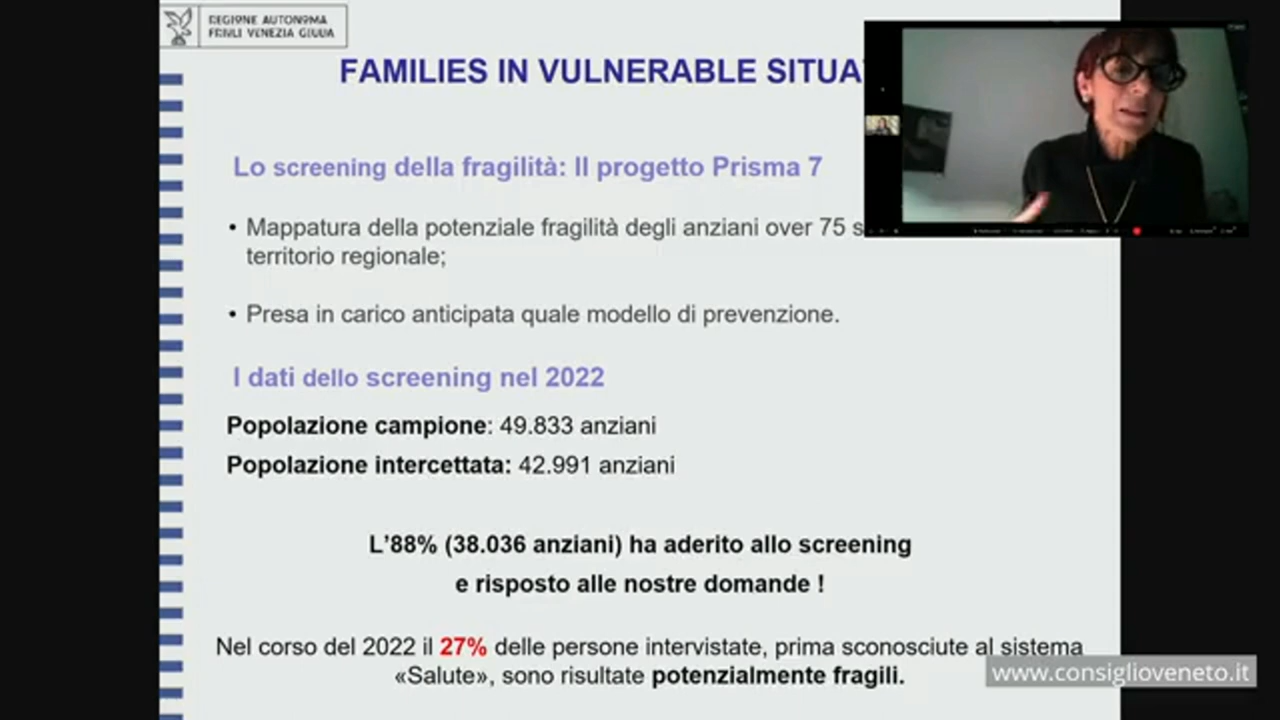 REGIONE AUTONOMA
FRIULI VENEZIA GIULIA
FAMILIES IN VULNERABLE
Lo screening della fragilità: Il progetto Prisma 7
• Mappatura della potenziale fragilità degli anziani over 75
territorio regionale;
• Presa in carico anticipata quale modello di prevenzione.
I dati dello screening nel 2022
Popolazione campione: 49.833 anziani
Popolazione intercettata: 42.991 anziani
L'88% (38.036 anziani) ha aderito allo screening
e risposto alle nostre domande !
Nel corso del 2022 il 27% delle persone intervistate, prima sconosciute al sistema
«Salute», sono risultate potenzialmente fragili.
www.consiglioveneto.it